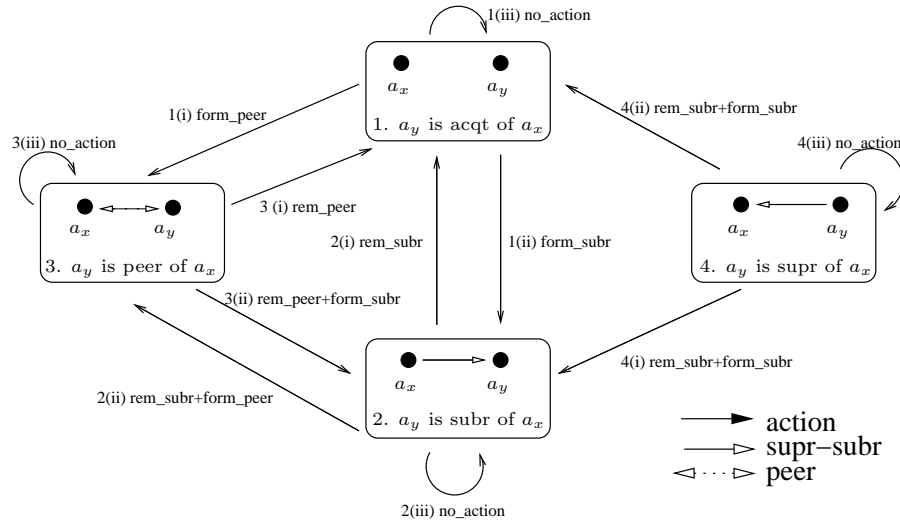 1(iii) no_action
a_x a_y
1. a_y is acqt of a_x
1(i) form_peer
4(ii) rem_subr+form_subr
3(iii) no_action
4(iii) no_action
a_x a_y
3. a_y is peer of a_x
3 (i) rem_peer
2(i) rem_subr
1(ii) form_subr
a_x a_y
4. a_y is supr of a_x
3(ii) rem_peer+form_subr
2(ii) rem_subr+form_peer
4(i) rem_subr+form_subr
a_x a_y
2. a_y is subr of a_x
2(iii) no_action
action
supr-subr
peer